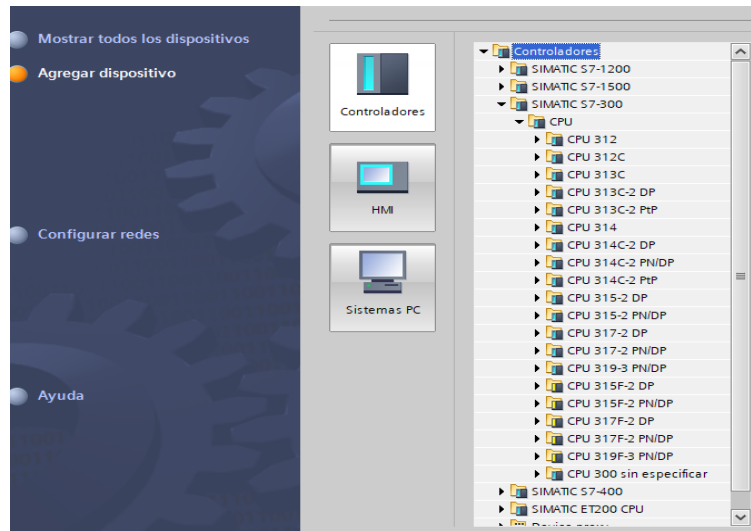 Mostrar todos los dispositivos
Agregar dispositivo
Configurar redes
Ayuda
Controladores
HMI
Sistemas PC
Controladores
SIMATIC S7-1200
SIMATIC S7-1500
SIMATIC S7-300
CPU
CPU 312
CPU 312C
CPU 313C
CPU 313C-2 DP
CPU 313C-2 PtP
CPU 314
CPU 314C-2 DP
CPU 314C-2 PN/DP
CPU 314C-2 PtP
CPU 315-2 DP
CPU 315-2 PN/DP
CPU 317-2 DP
CPU 317-2 PN/DP
CPU 319-3 PN/DP
CPU 315F-2 DP
CPU 315F-2 PN/DP
CPU 317F-2 DP
CPU 317F-2 PN/DP
CPU 319F-3 PN/DP
CPU 300 sin especificar
SIMATIC S7-400
SIMATIC ET200 CPU